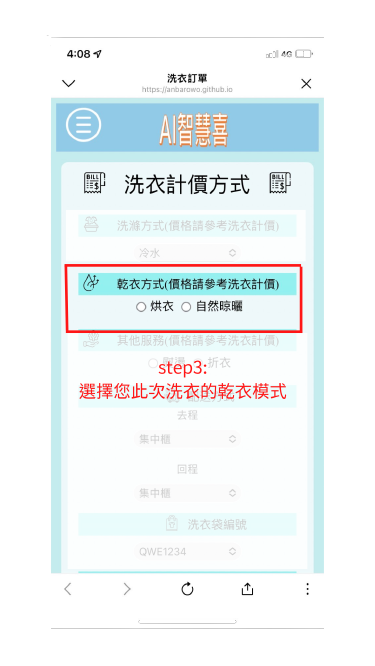 4:08
4G
洗衣訂單
https://anbarowo.github.io
AI智慧喜
BILL
洗衣計價方式
BILL
洗滌方式(價格請參考洗衣計價)
冷水
乾衣方式(價格請參考洗衣計價)
烘衣 自然晾曬
其他服務(價格請參考洗衣計價)
折衣
step3:
選擇您此次洗衣的乾衣模式
去程
集中櫃
回程
集中櫃
洗衣袋編號
QWE1234